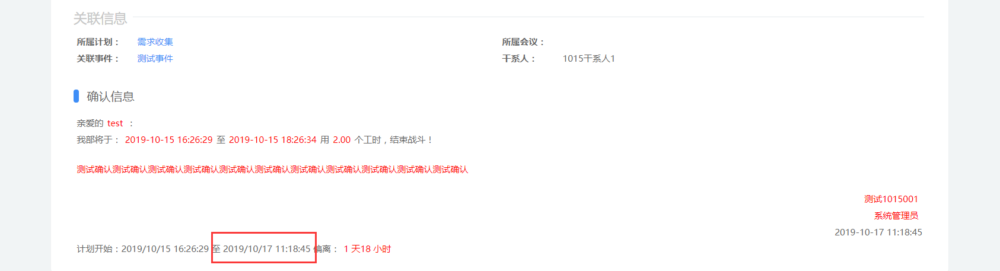 关联信息
所属计划： 需求收集 所属会议：
关联事件： 测试事件 干系人： 1015干系人1
确认信息
亲爱的 test ：
我部将于： 2019-10-15 16:26:29 至 2019-10-15 18:26:34 用 2.00 个工时，结束战斗！
测试确认测试确认测试确认测试确认测试确认测试确认测试确认测试确认测试确认测试确认测试确认
测试1015001
系统管理员
2019-10-17 11:18:45
计划开始：2019/10/15 16:26:29 至 2019/10/17 11:18:45 偏离： 1 天18 小时